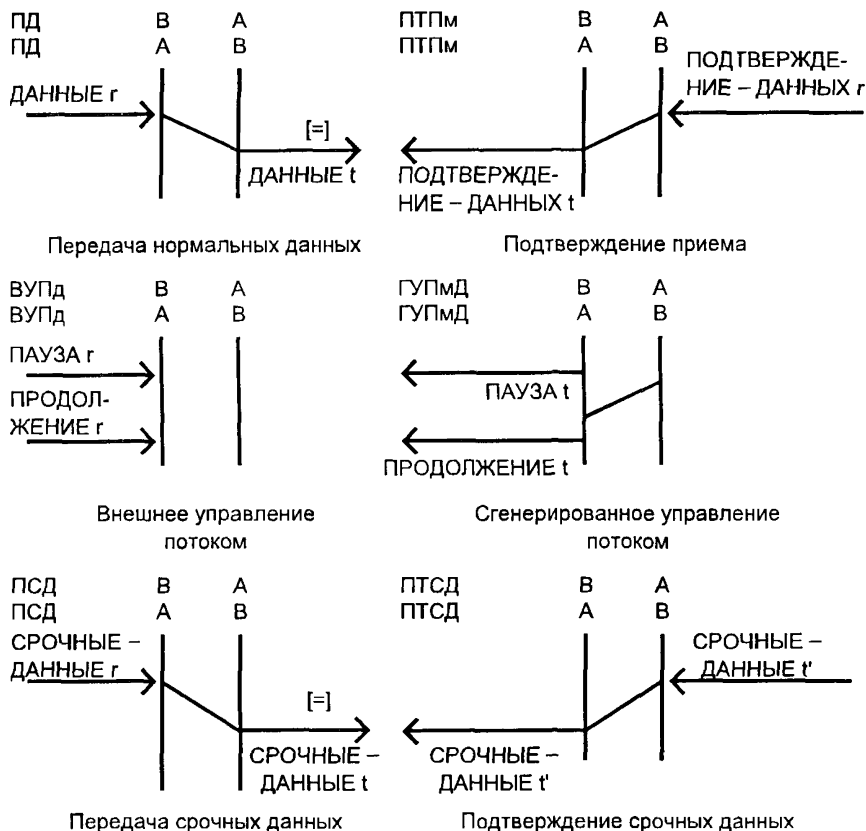 ПД В А
ПД А В
ДАННЫЕ r
[=]
ДАННЫЕ t
Передача нормальных данных
ПТПм В А
ПТПм А В
ПОДТВЕРЖДЕ-
НИЕ – ДАННЫХ r
ПОДТВЕРЖДЕ-
НИЕ – ДАННЫХ t
Подтверждение приема
ВУПд В А
ВУПд А В
ПАУЗА r
ПРОДОЛ-
ЖЕНИЕ r
Внешнее управление
потоком
ГУПмД В А
ГУПмД А В
ПАУЗА t
ПРОДОЛЖЕНИЕ t
Сгенерированное управление
потоком
ПСД В А
ПСД А В
СРОЧНЫЕ –
ДАННЫЕ r
[=]
СРОЧНЫЕ –
ДАННЫЕ t
Передача срочных данных
ПТСД В А
ПТСД А В
СРОЧНЫЕ –
ДАННЫЕ t'
СРОЧНЫЕ –
ДАННЫЕ t'
Подтверждение срочных данных